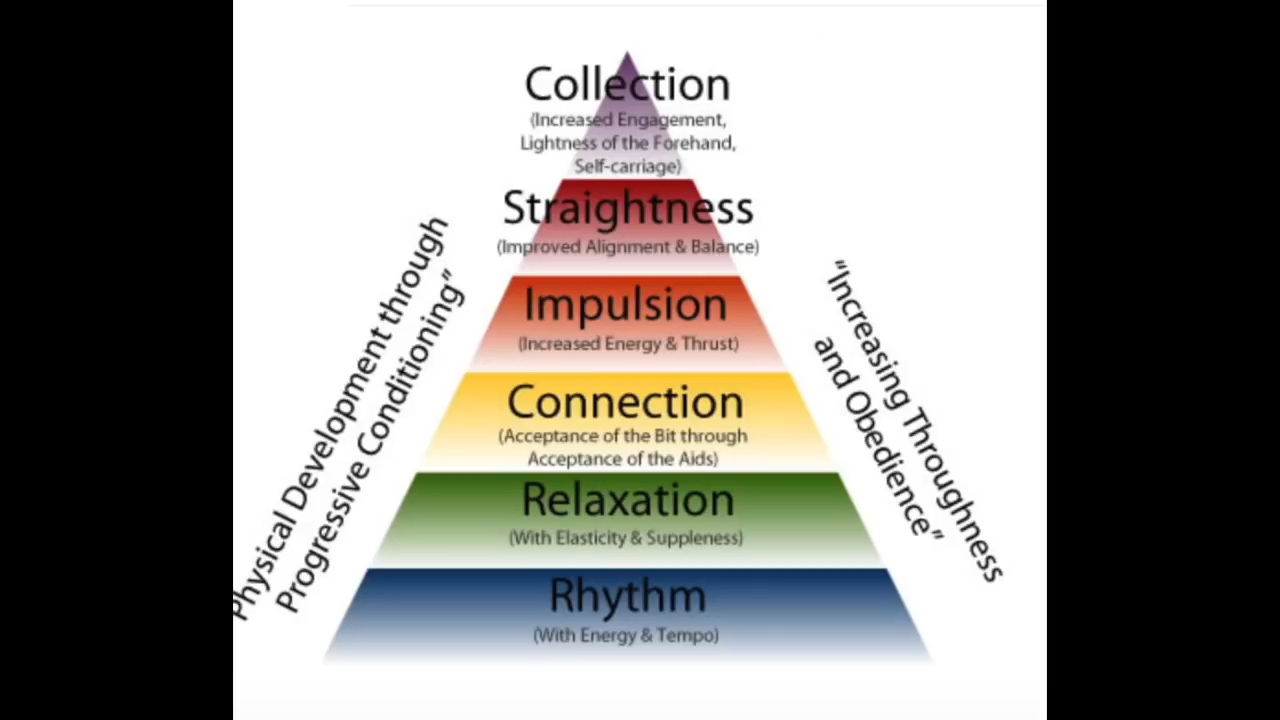 Collection
(Increased Engagement,
Lightness of the Forehand,
Self-carriage)
Straightness
(Improved Alignment & Balance)
Impulsion
(Increased Energy & Thrust)
Connection
(Acceptance of the Bit through
Acceptance of the Aids)
Relaxation
(With Elasticity & Suppleness)
Rhythm
(With Energy & Tempo)
Physical Development through
Progressive Conditioning”
“Increasing Throughness
and Obedience”